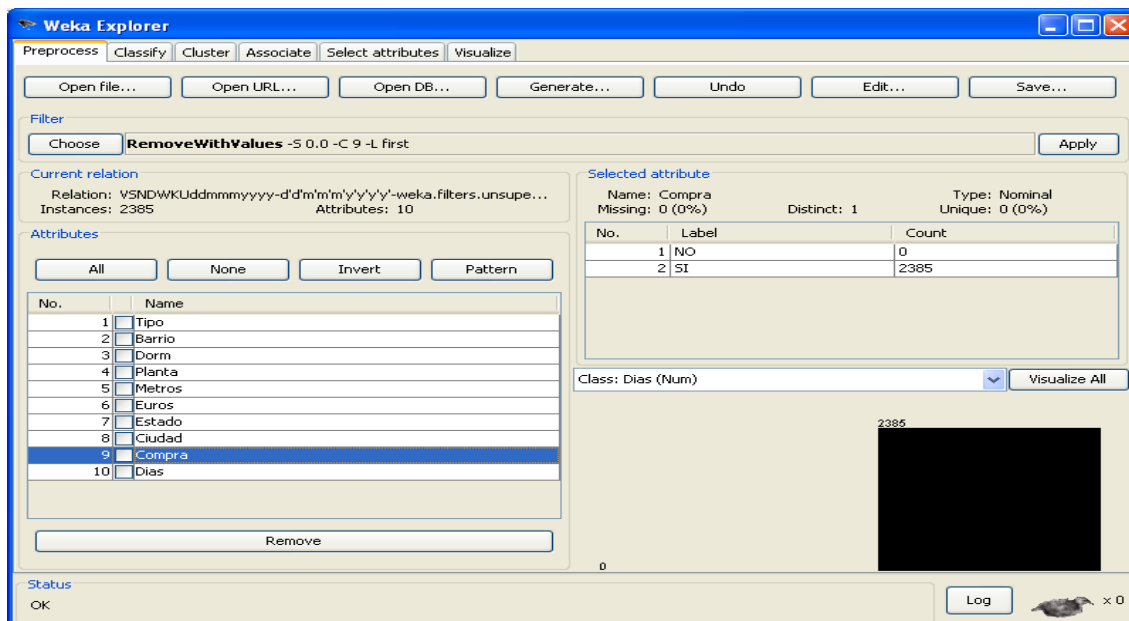 Weka Explorer
Preprocess Classify Cluster Associate Select attributes Visualize
Open file... Open URL... Open DB... Generate... Undo Edit... Save...
Filter
Choose RemoveWithValues -S 0.0 -C 9 -L first Apply
Current relation
Relation: VSNDWKUddmmmyyyy-d'd'm'm'm'y'y'y'y'-weka.filters.unsupe...
Instances: 2385 Attributes: 10
Attributes
All None Invert Pattern
No. Name
1 Tipo
2 Barrio
3 Dorm
4 Planta
5 Metros
6 Euros
7 Estado
8 Ciudad
9 Compra
10 Dias
Remove
Selected attribute
Name: Compra Type: Nominal
Missing: 0 (0%) Distinct: 1 Unique: 0 (0%)
No. Label Count
1 NO 0
2 SI 2385
Class: Dias (Num) Visualize All
2385
0
Status
OK
Log x 0